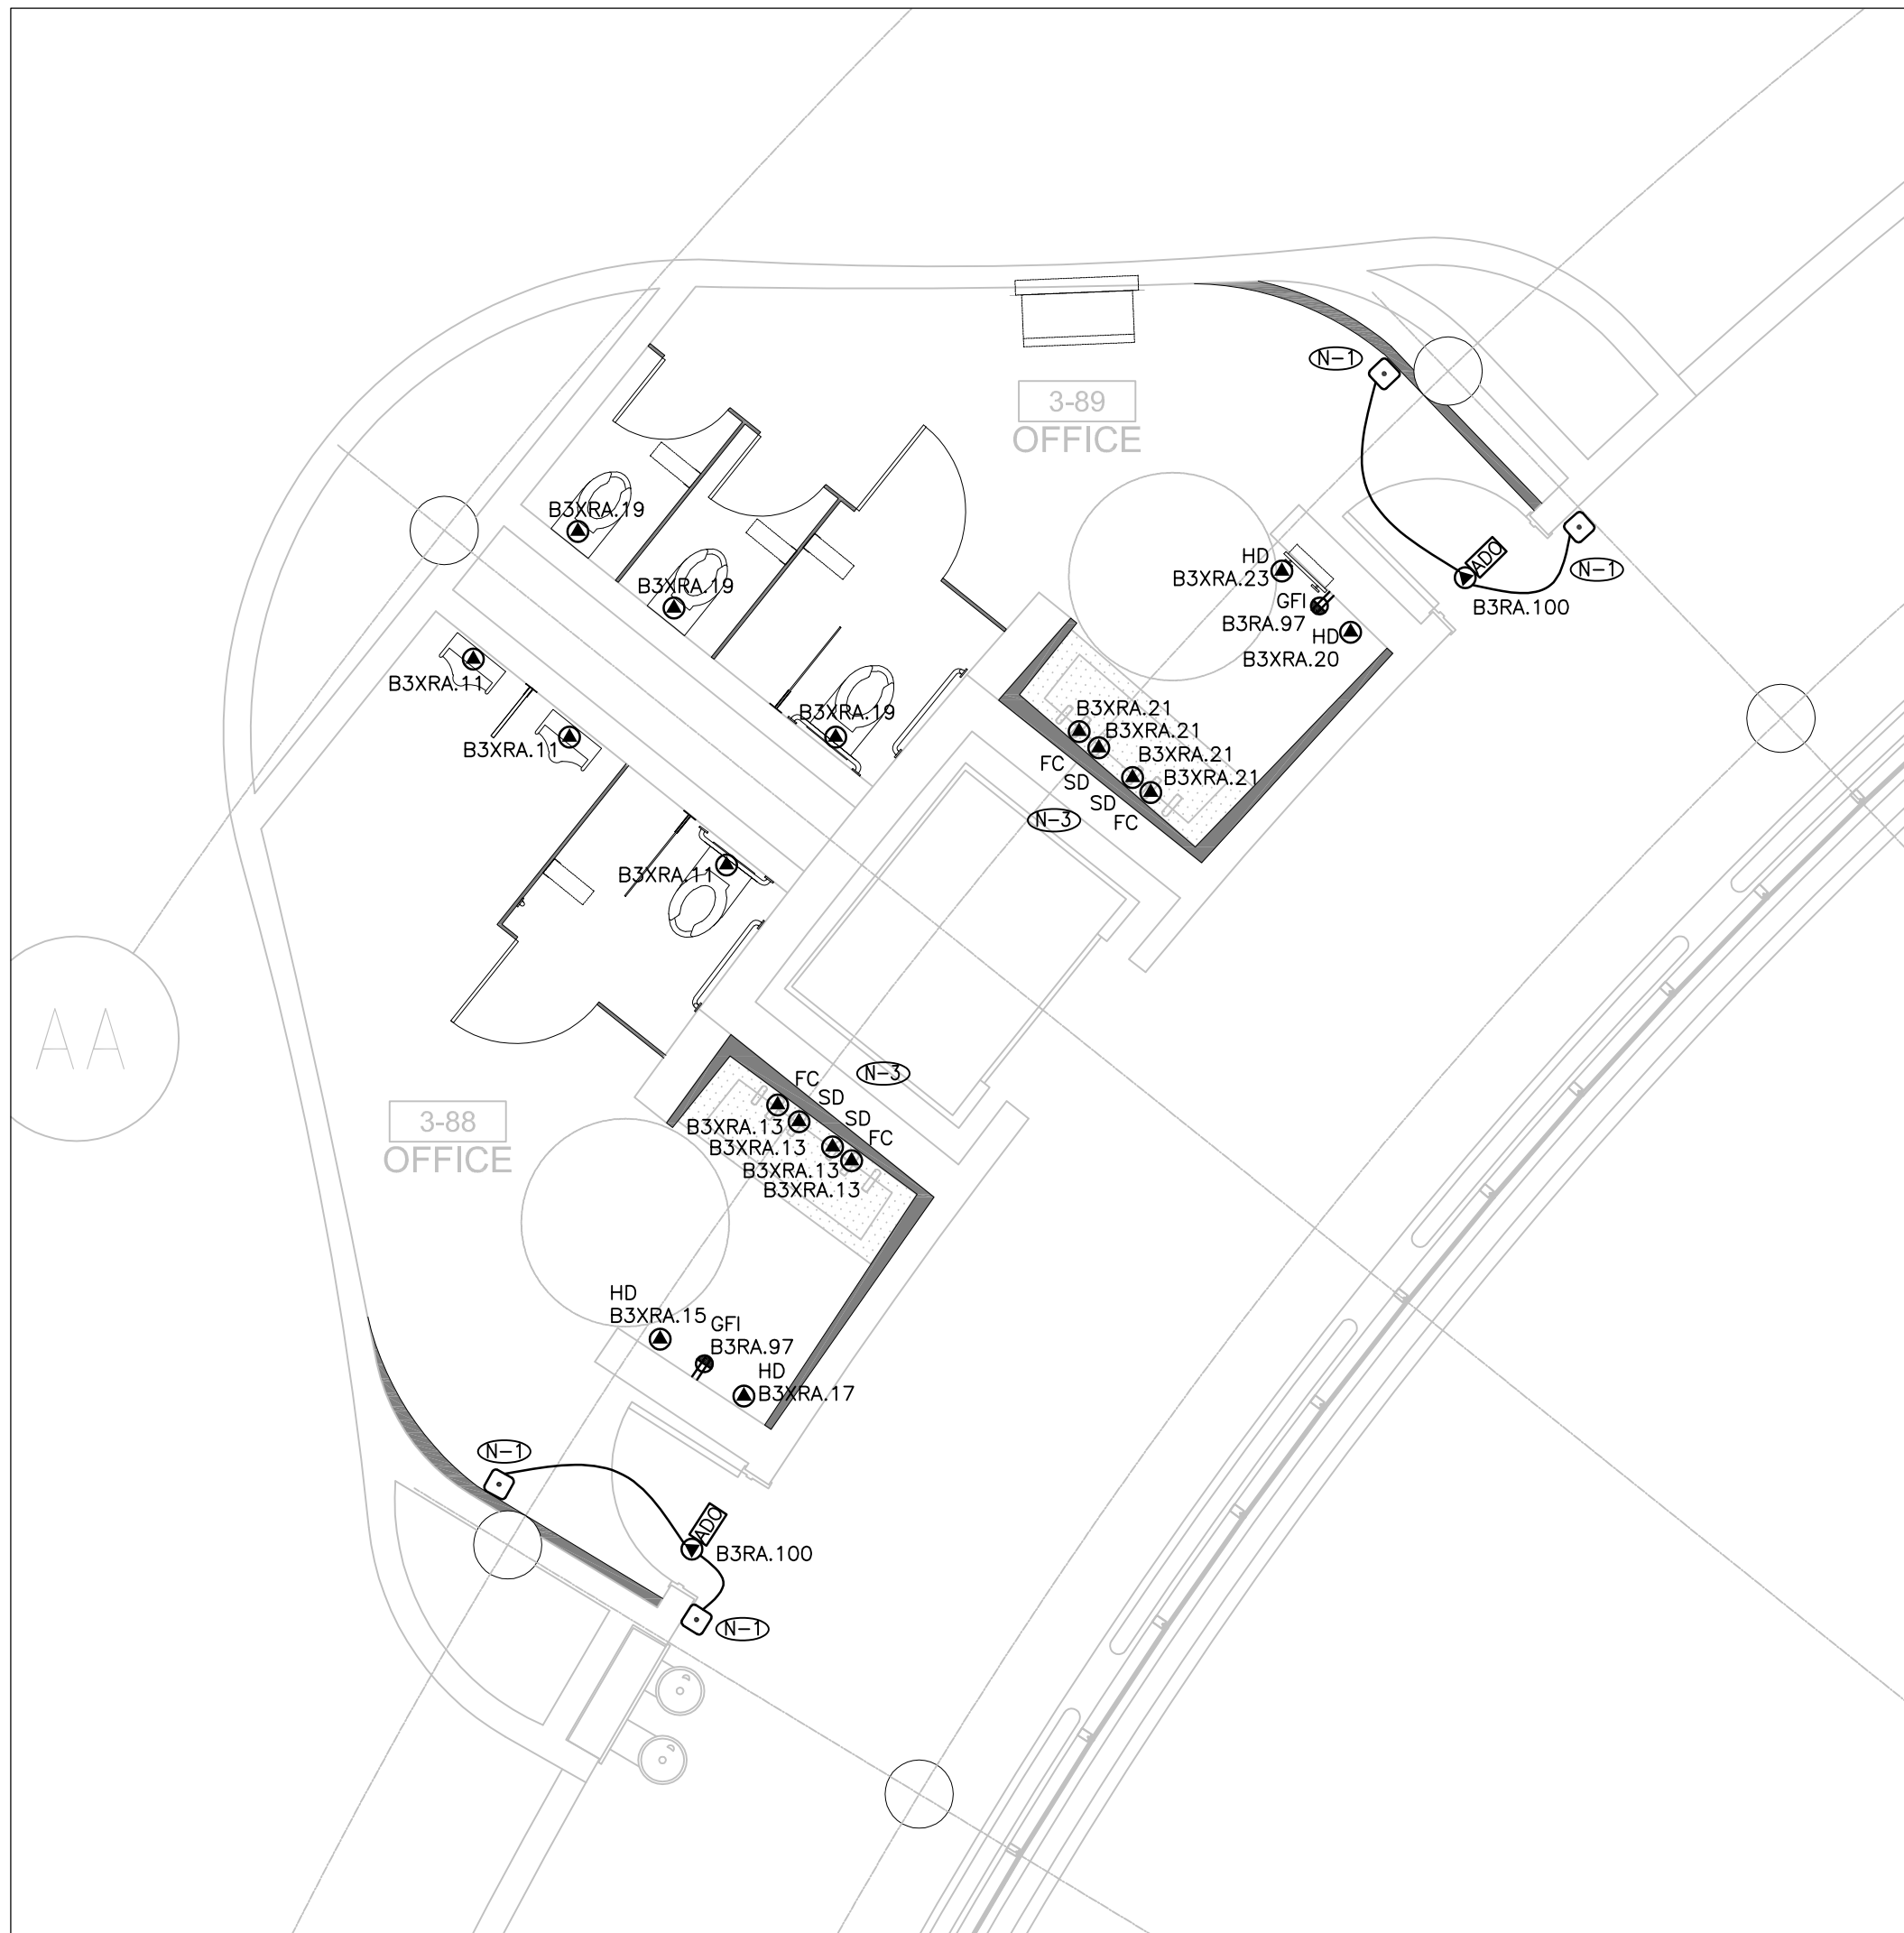 N-1
3-89
OFFICE
B3XRA.19
ADO
HD
B3XRA.23
N-1
B3XRA.19
GFI
B3RA.100
B3RA.97
HD
B3XRA.20
B3XRA.11
B3XRA.19
B3XRA.21
B3XRA.21
B3XRA.11
B3XRA.21
FC
B3XRA.21
SD
SD
N-3
FC
B3XRA.11
AA
N-3
FC
SD
3-88
SD
B3XRA.13
FC
B3XRA.13
OFFICE
B3XRA.13
B3XRA.13
HD
B3XRA.15
GFI
B3RA.97
HD
B3XRA.17
N-1
ADO
B3RA.100
N-1